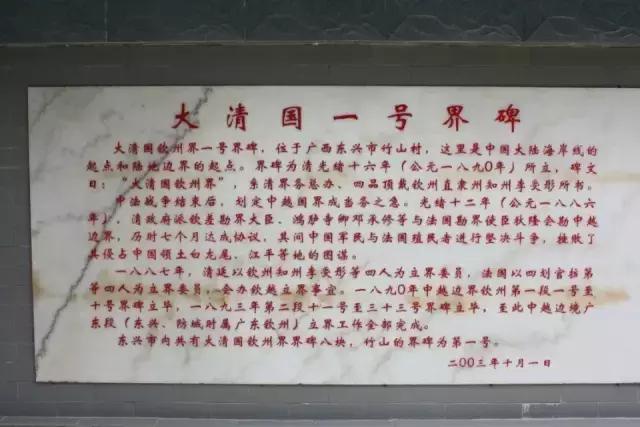 大清国一号界碑
大清国钦州界一号界碑，位于广西东兴市竹山村，这里是中国大陆海岸线的
起点和陆地边界的起点。界碑为清光绪十六年（公元一八九0年）所立，碑文
曰：“大清国钦州界”，系清界务总办、四品顶戴钦州直隶州知州李受彤所书。
中法战争结束后，划定中越国界成当务之急。光绪十二年（公元一八八六
年），清政府派钦差勘界大臣、鸿胪寺卿邓承修等与法国勘界使臣狄隆会勘中越
边界，历时七个月达成协议，其间中国军民与法国殖民者进行坚决斗争，挫败了
其侵占中国领土白龙尾、江平等地的图谋。
一八八七年，清廷以钦州知州李受彤等四人为立界委员，法国以四划官拉第
等四人为立界委员，会办钦越立界事宜。一八九0年中越边界钦州第一段一号至
十号界碑立毕，一八九三年第二段十一号至三十三号界碑立毕，至此中越边境广
东段（东兴、防城时属广东钦州）立界工作全部完成。
东兴市内共有大清国钦州界界碑八块，竹山的界碑为第一号。
二00三年十月一日